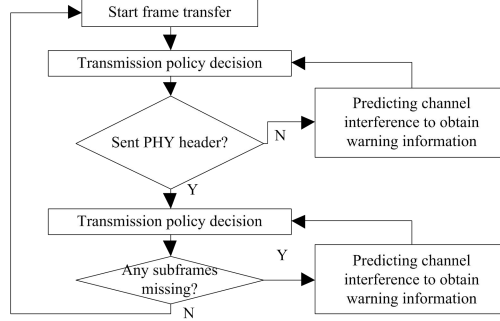 Start frame transfer
Transmission policy decision
Sent PHY header?
N
Predicting channel
interference to obtain
warning information
Y
Transmission policy decision
Any subframes
missing?
Y
Predicting channel
interference to obtain
warning information
N